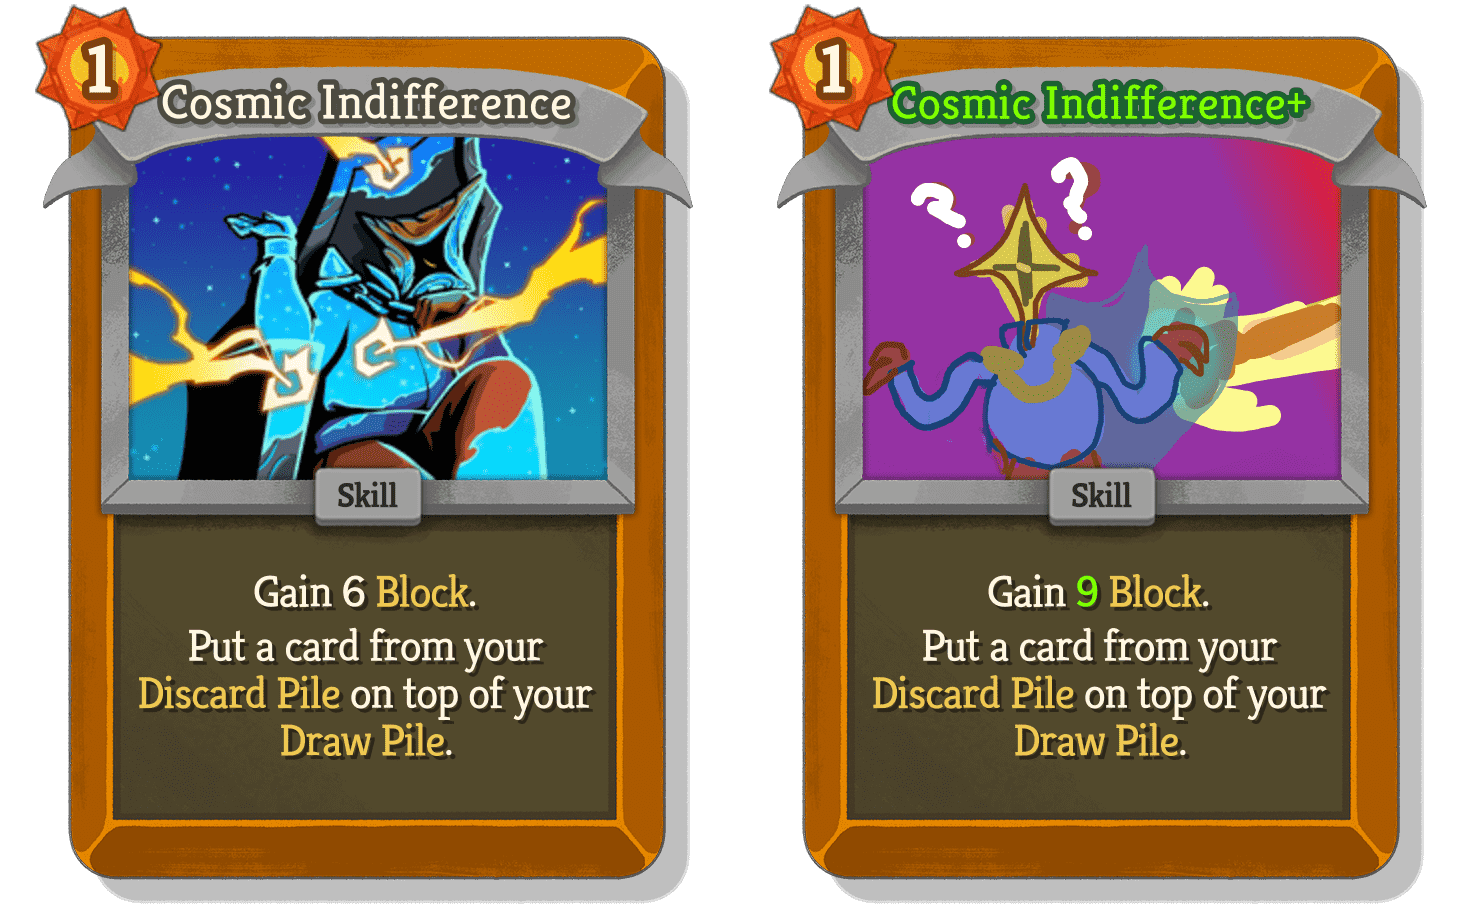 1
Cosmic Indifference
Skill
Gain 6 Block.
Put a card from your
Discard Pile on top of your
Draw Pile.
1
Cosmic Indifference+
? ?
Skill
Gain 9 Block.
Put a card from your
Discard Pile on top of your
Draw Pile.